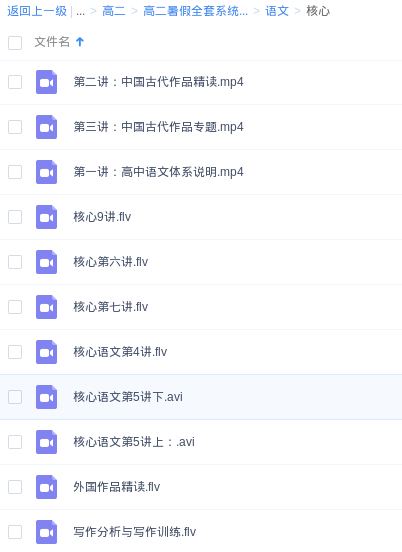 返回上一级 | ... > 高二 > 高二暑假全套系统... > 语文 > 核心
文件名
第二讲：中国古代作品精读.mp4
第三讲：中国古代作品专题.mp4
第一讲：高中语文体系说明.mp4
核心9讲.flv
核心第六讲.flv
核心第七讲.flv
核心语文第4讲.flv
核心语文第5讲下.avi
核心语文第5讲上：.avi
外国作品精读.flv
写作分析与写作训练.flv